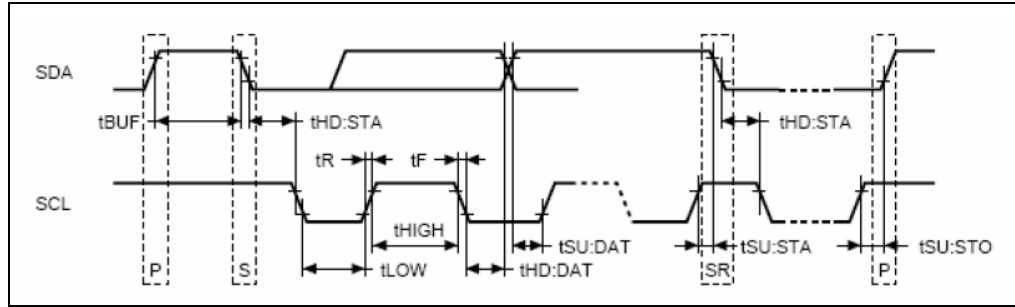 SDA
tBUF
tHD:STA
tHD:STA
tR
tF
SCL
tHIGH
tSU:DAT
tSU:STA
tSU:STO
tLOW
tHD:DAT
P
S
SR
P